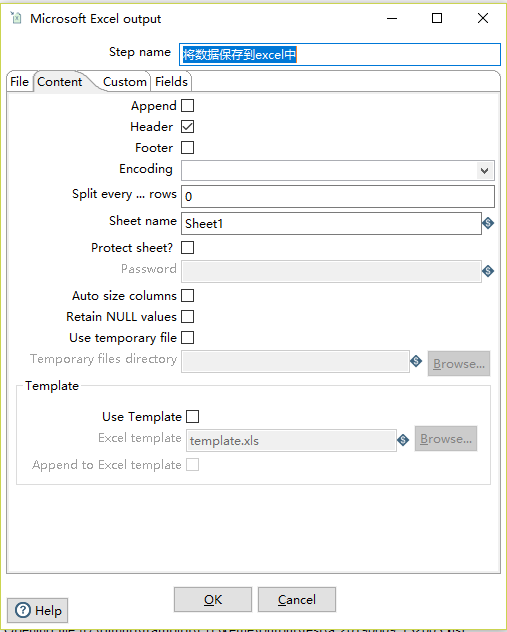 Microsoft Excel output
Step name 将数据保存到excel中
File Content Custom Fields
Append
Header
Footer
Encoding
Split every ... rows 0
Sheet name Sheet1
Protect sheet?
Password
Auto size columns
Retain NULL values
Use temporary file
Temporary files directory Browse...
Template
Use Template
Excel template template.xls Browse...
Append to Excel template
OK Cancel
Help